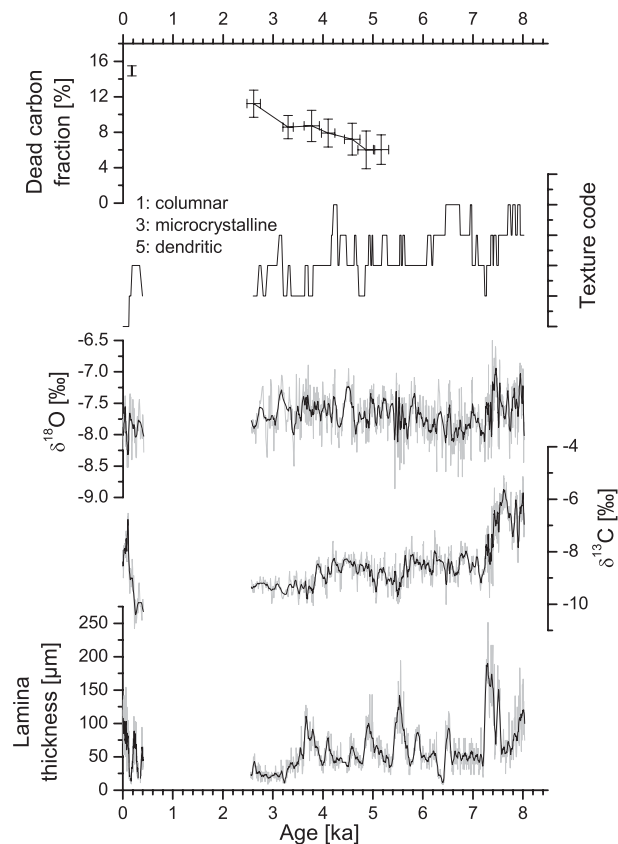 0 1 2 3 4 5 6 7 8
16
12
8
4
0
Dead carbon
fraction [%]
1: columnar
3: microcrystalline
5: dendritic
Texture code
-6.5
-7.0
-7.5
-8.0
-8.5
-9.0
δ18O [‰]
-4
-6
-8
-10
δ13C [‰]
250
200
150
100
50
0
Lamina
thickness [µm]
0 1 2 3 4 5 6 7 8
Age [ka]